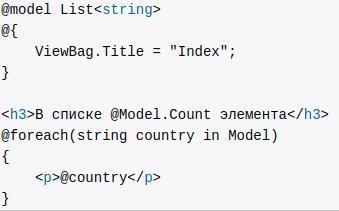 @model List<string>
@{
    ViewBag.Title = "Index";
}

<h3>В списке @Model.Count элемента</h3>
@foreach(string country in Model)
{
    <p>@country</p>
}